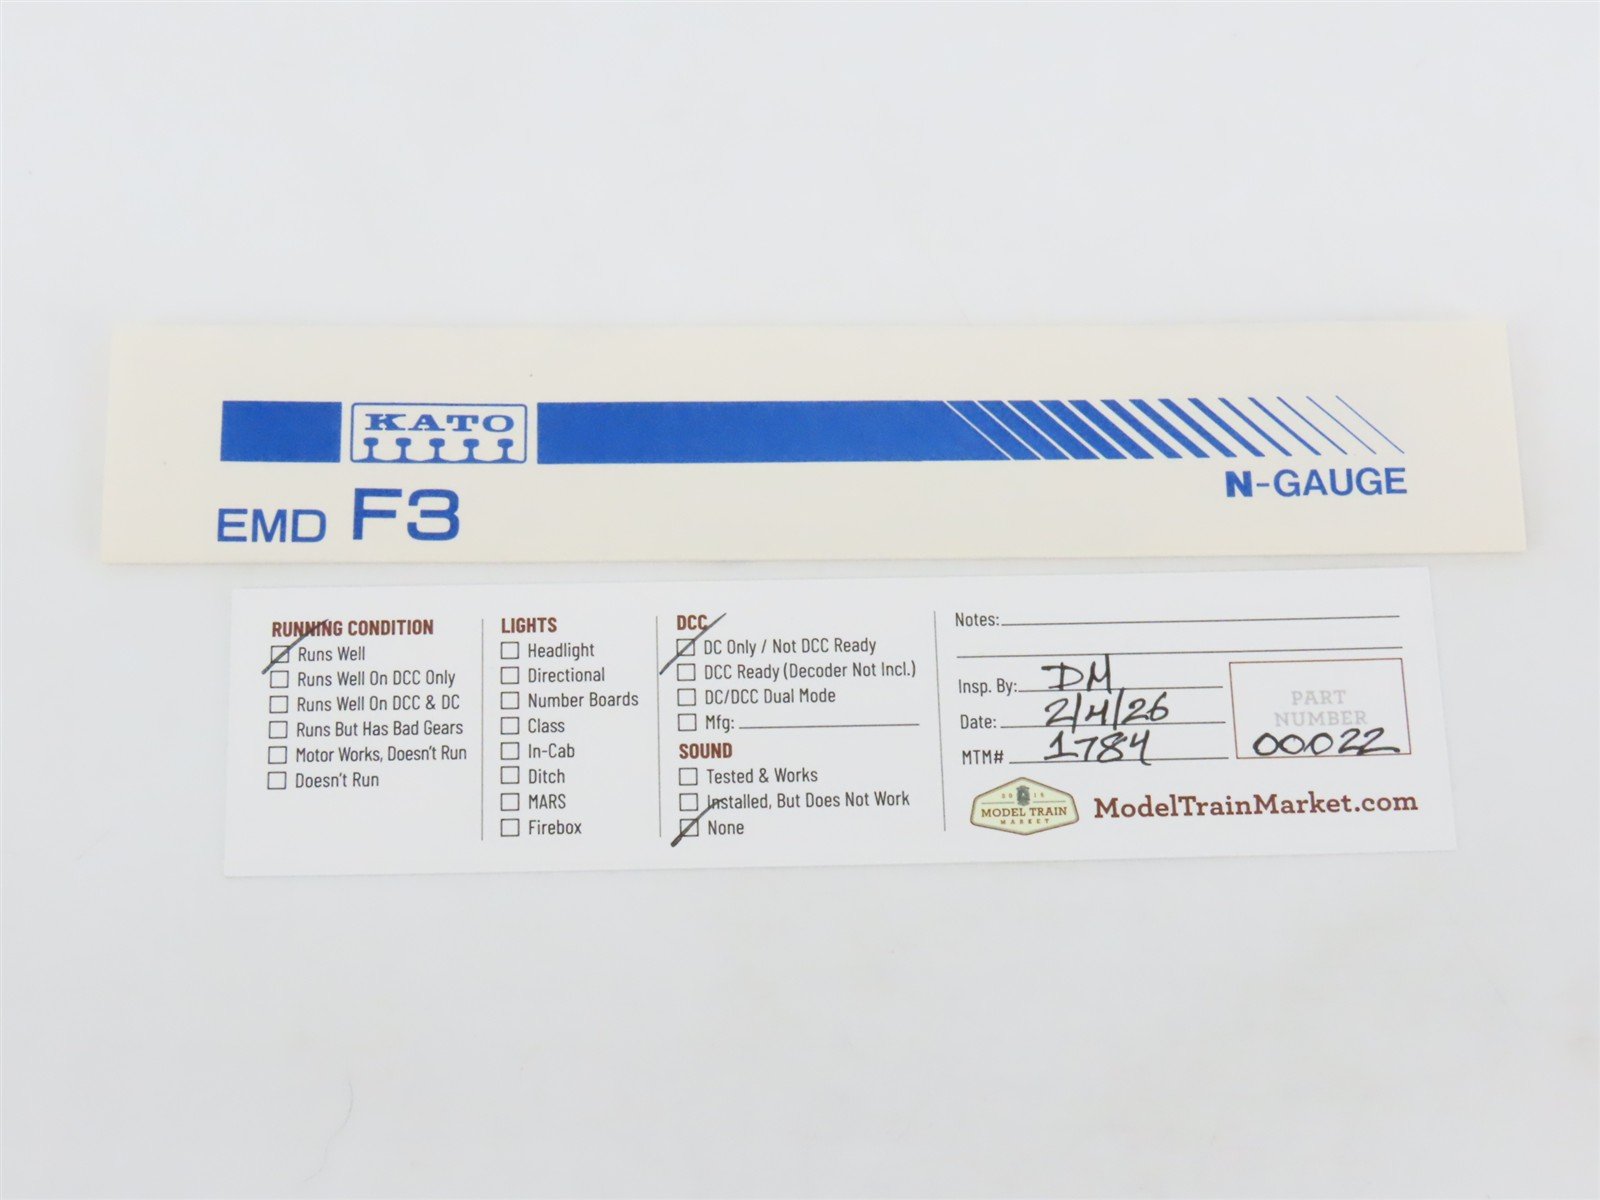 KATO
N-GAUGE
EMD F3
RUNNING CONDITION
Runs Well
Runs Well On DCC Only
Runs Well On DCC & DC
Runs But Has Bad Gears
Motor Works, Doesn't Run
Doesn't Run
LIGHTS
Headlight
Directional
Number Boards
Class
In-Cab
Ditch
MARS
Firebox
DCC
DC Only / Not DCC Ready
DCC Ready (Decoder Not Incl.)
DC/DCC Dual Mode
Mfg:
SOUND
Tested & Works
Installed, But Does Not Work
None
Notes:
Insp. By: DM
Date: 2/4/26
MTM# 1784
PART
NUMBER
00022
2016
MODEL TRAIN
MARKET
ModelTrainMarket.com